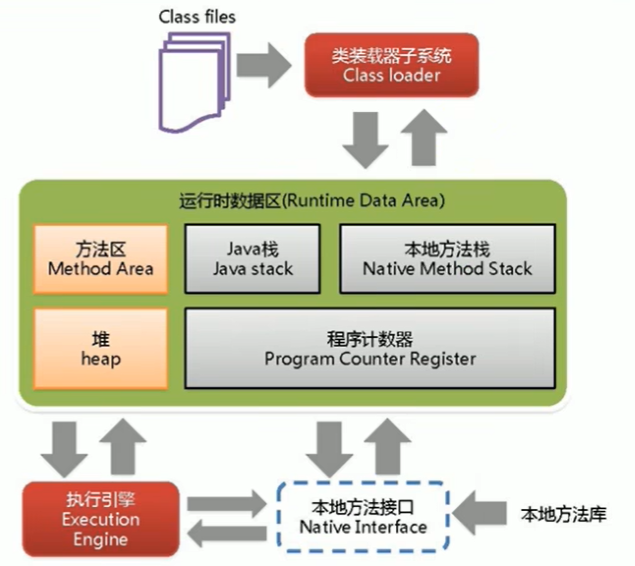 Class files
类装载器子系统
Class loader
运行时数据区(Runtime Data Area)
方法区
Method Area
Java栈
Java stack
本地方法栈
Native Method Stack
堆
heap
程序计数器
Program Counter Register
执行引擎
Execution
Engine
本地方法接口
Native Interface
本地方法库